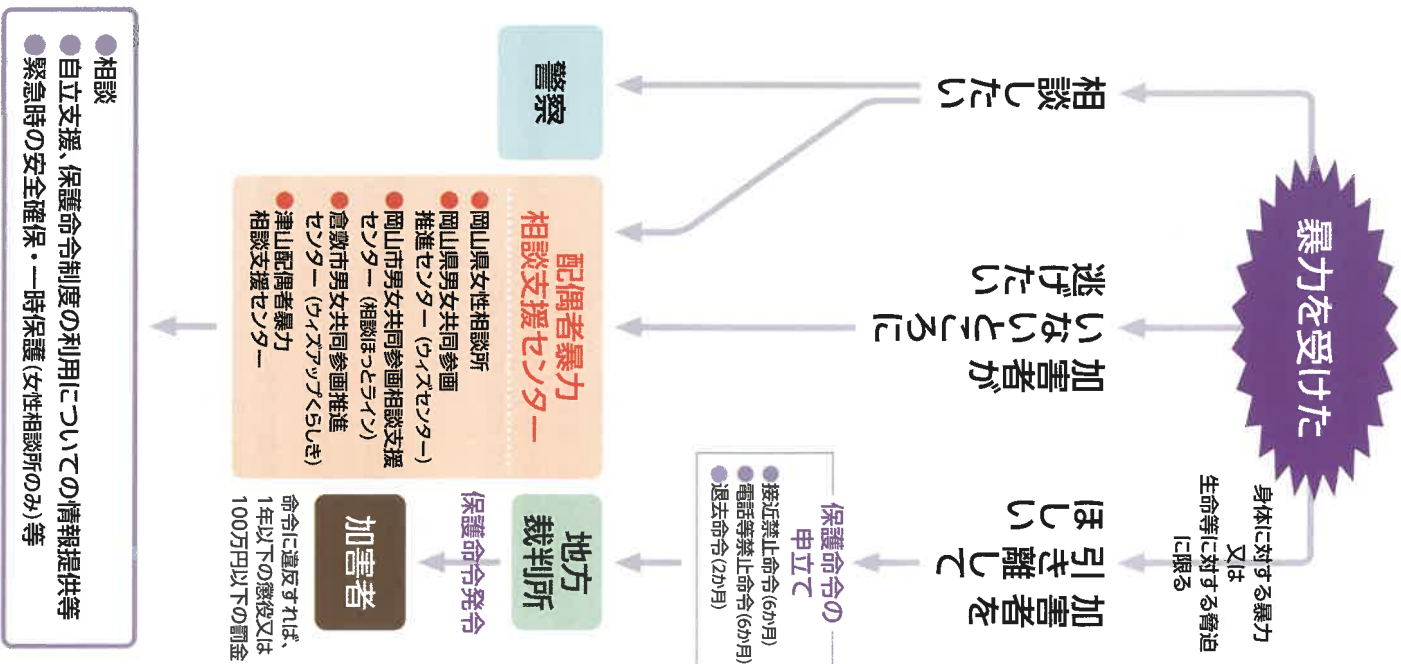 暴力を受けた
身体に対する暴力
又は
生命等に対する脅迫
に限る
相談したい
加害者が
いないところに
逃げたい
加害者を
引き離して
ほしい
保護命令の
申立て
●接近禁止命令(6か月)
●電話等禁止命令(6か月)
●退去命令(2か月)
警察
配偶者暴力
相談支援センター
●岡山県女性相談所
●岡山県男女共同参画
推進センター（ウィズセンター）
●岡山市男女共同参画相談支援
センター（相談ほっとライン）
●倉敷市男女共同参画推進
センター（ウィズアップくらしき）
●津山配偶者暴力
相談支援センター
地方
裁判所
保護命令発令
加害者
命令に違反すれば、
1年以下の懲役又は
100万円以下の罰金
●相談
●自立支援、保護命令制度の利用についての情報提供等
●緊急時の安全確保・一時保護(女性相談所のみ)等